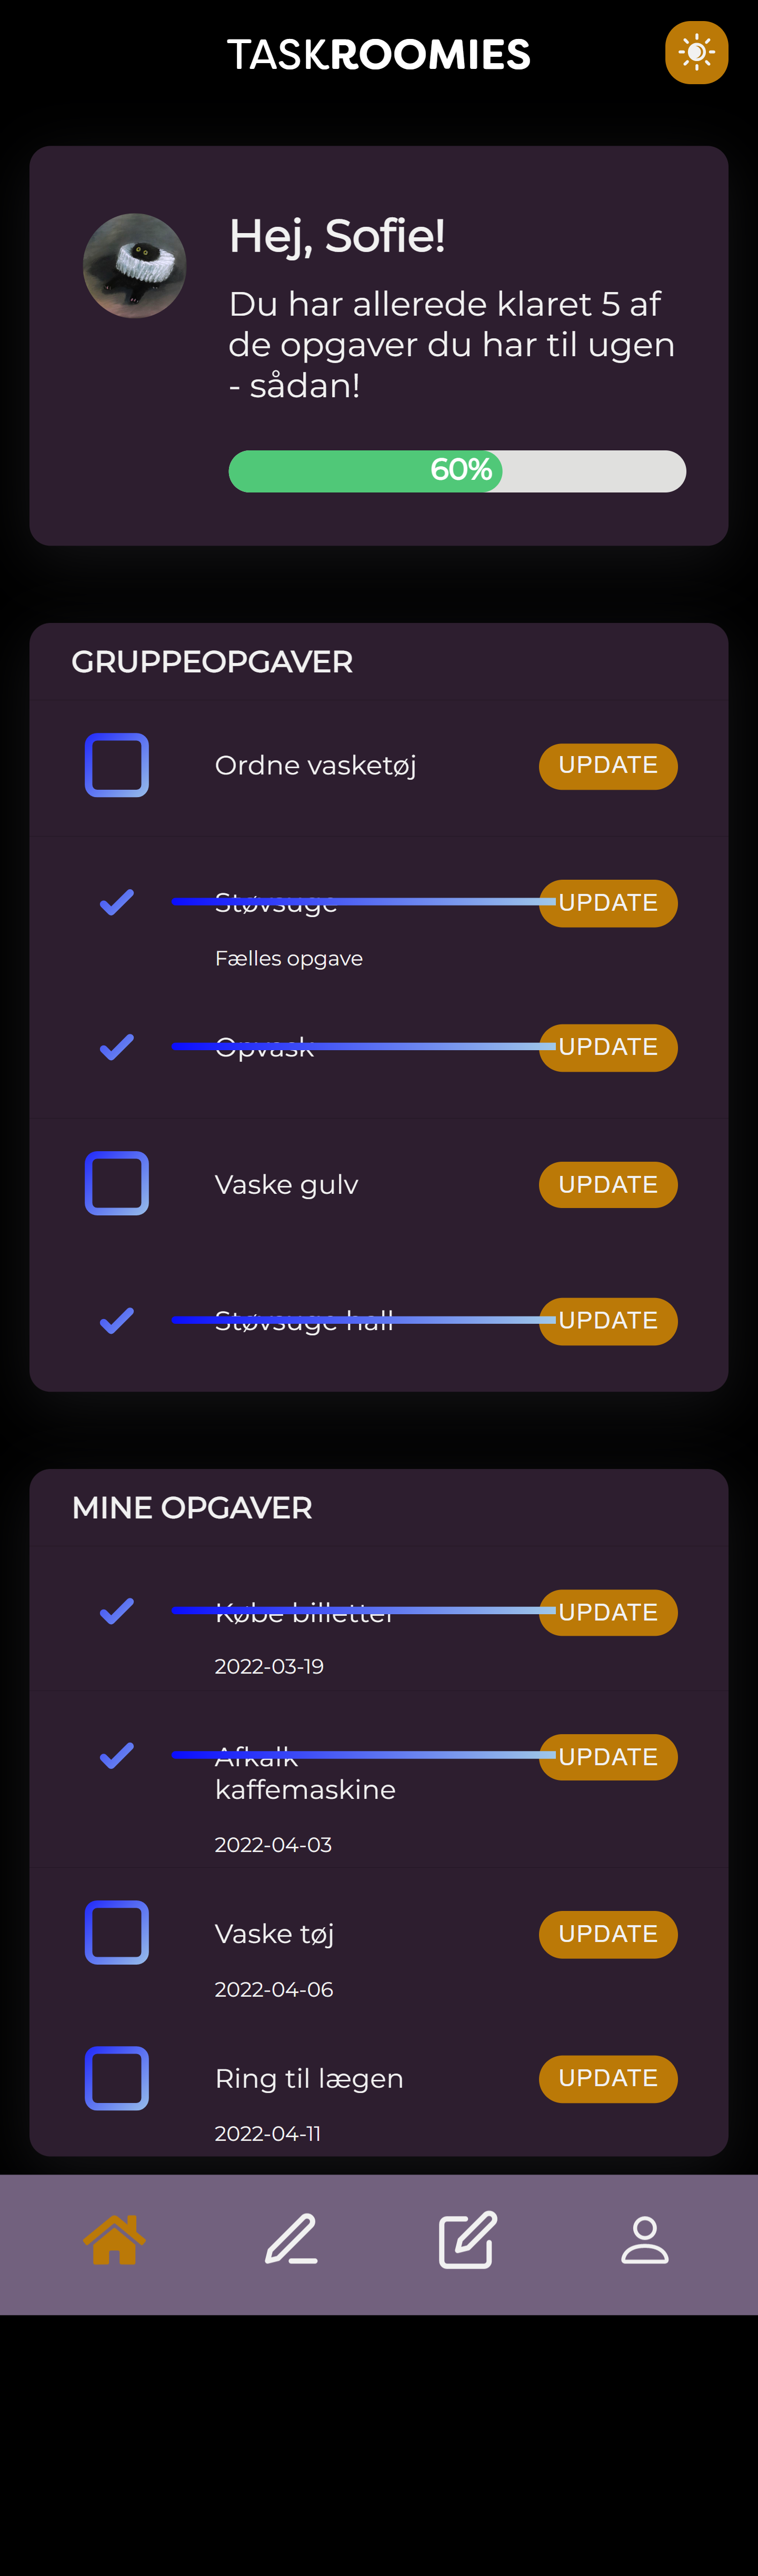 TASKROOMIES
Hej, Sofie!
Du har allerede klaret 5 af
de opgaver du har til ugen
- sådan!
60%
GRUPPEOPGAVER
Ordne vasketøj UPDATE
Støvsuge UPDATE
Fælles opgave
Opvask UPDATE
Vaske gulv UPDATE
Støvsuge hall UPDATE
MINE OPGAVER
Købe billetter UPDATE
2022-03-19
Afkalk UPDATE
kaffemaskine
2022-04-03
Vaske tøj UPDATE
2022-04-06
Ring til lægen UPDATE
2022-04-11